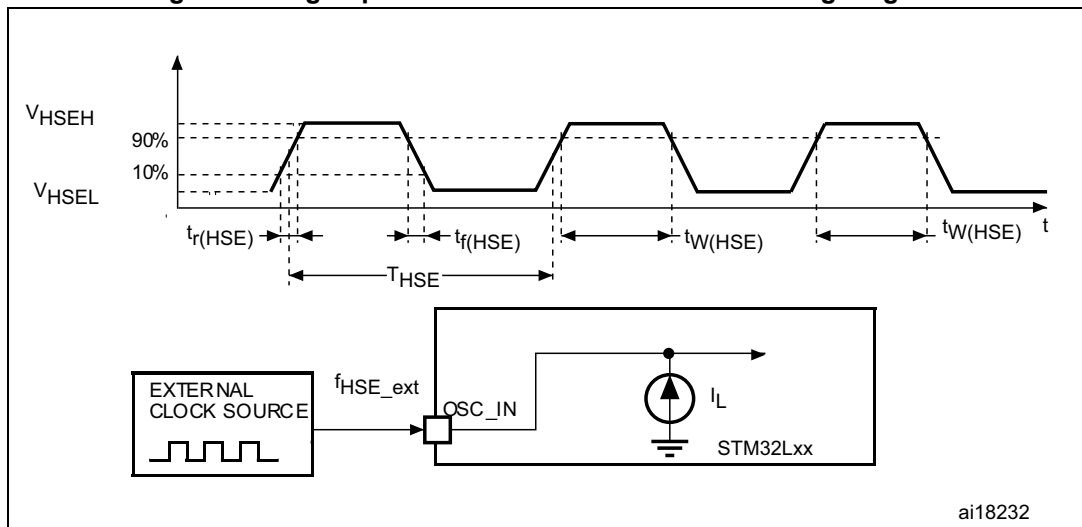 VHSEH
90%
10%
VHSEL
tr(HSE)
tf(HSE)
tW(HSE)
tW(HSE)
t
THSE
EXTERNAL
CLOCK SOURCE
fHSE_ext
OSC_IN
IL
STM32Lxx
ai18232